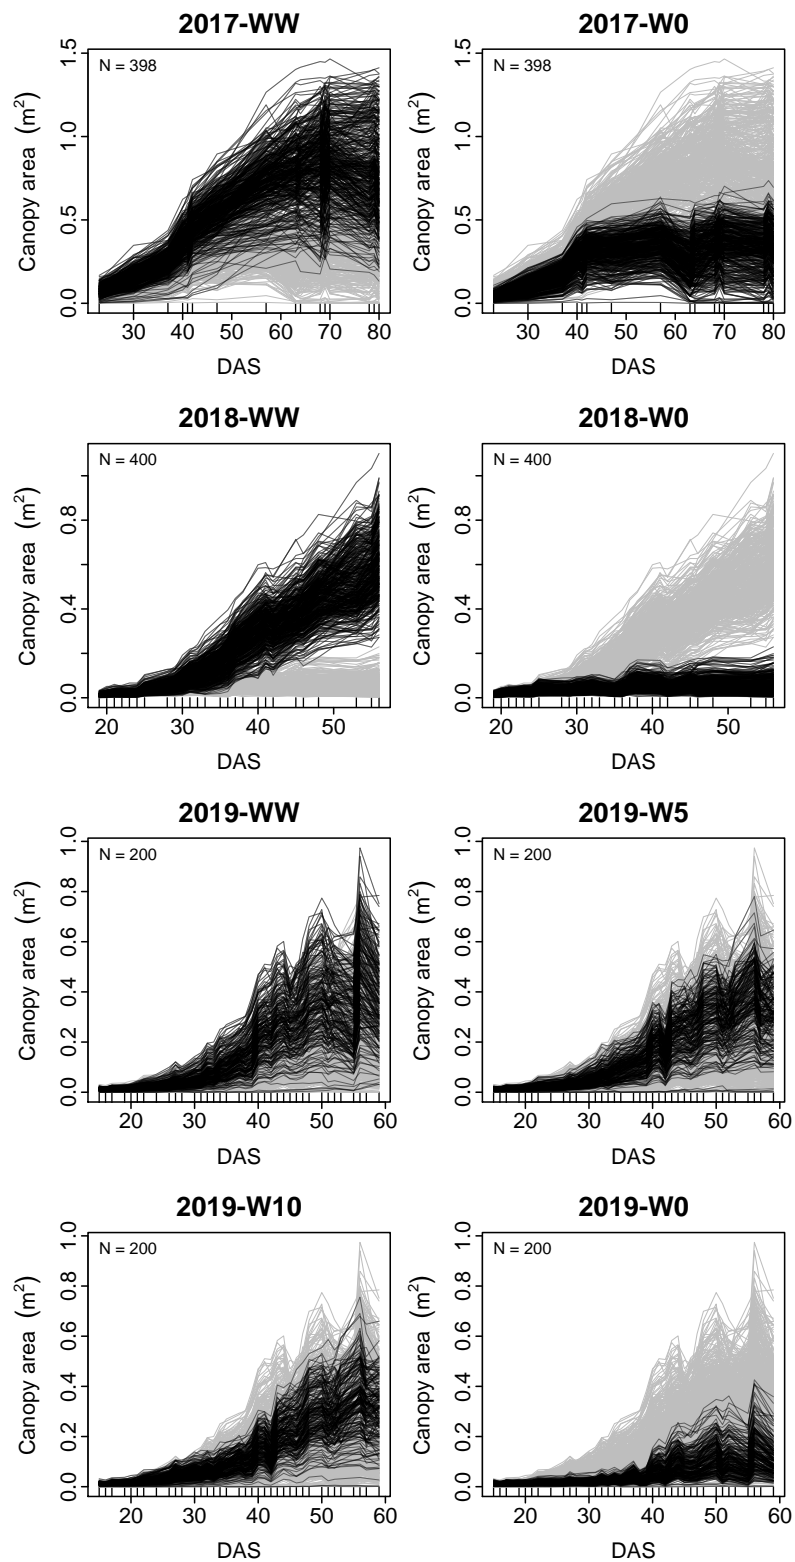 2017-WW
N = 398
1.5
1.0
0.5
0.0
Canopy area (m²)
30 40 50 60 70 80
DAS
2017-W0
N = 398
1.5
1.0
0.5
0.0
Canopy area (m²)
30 40 50 60 70 80
DAS
2018-WW
N = 400
0.8
0.4
0.0
Canopy area (m²)
20 30 40 50
DAS
2018-W0
N = 400
0.8
0.4
0.0
Canopy area (m²)
20 30 40 50
DAS
2019-WW
N = 200
1.0
0.8
0.6
0.4
0.2
0.0
Canopy area (m²)
20 30 40 50 60
DAS
2019-W5
N = 200
1.0
0.8
0.6
0.4
0.2
0.0
Canopy area (m²)
20 30 40 50 60
DAS
2019-W10
N = 200
1.0
0.8
0.6
0.4
0.2
0.0
Canopy area (m²)
20 30 40 50 60
DAS
2019-W0
N = 200
1.0
0.8
0.6
0.4
0.2
0.0
Canopy area (m²)
20 30 40 50 60
DAS